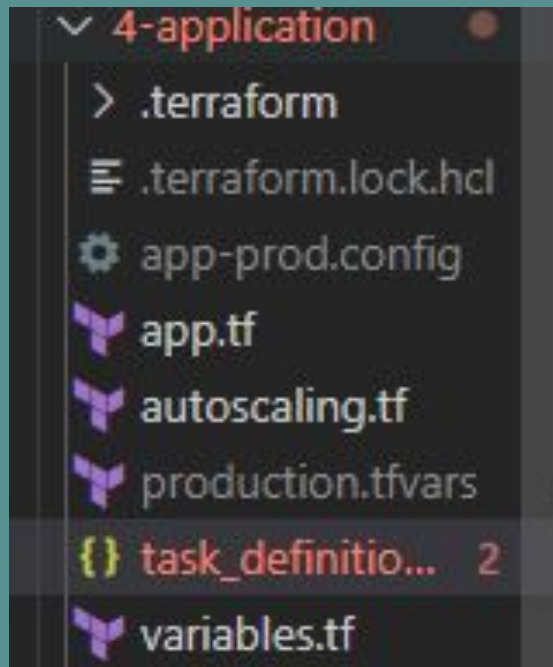 4-application
.terraform
.terraform.lock.hcl
app-prod.config
app.tf
autoscaling.tf
production.tfvars
{} task_definitio... 2
variables.tf